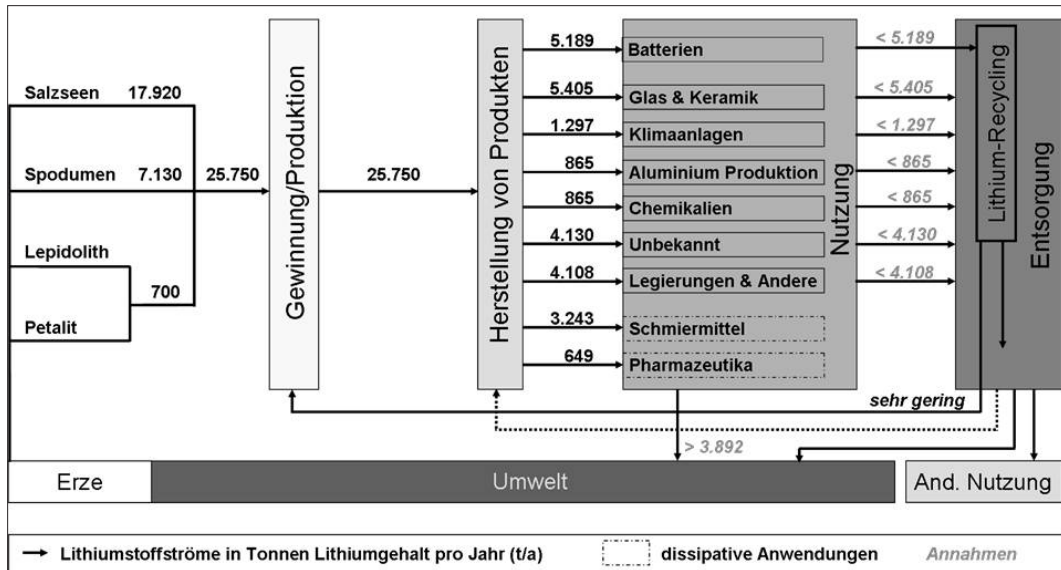 Salzseen 17.920
Spodumen 7.130
25.750
Lepidolith
700
Petalit
Gewinnung/Produktion
25.750
Herstellung von Produkten
5.189 Batterien < 5.189
5.405 Glas & Keramik < 5.405
1.297 Klimaanlagen < 1.297
865 Aluminium Produktion < 865
865 Chemikalien < 865
4.130 Unbekannt < 4.130
4.108 Legierungen & Andere < 4.108
3.243 Schmiermittel
649 Pharmazeutika
Nutzung
Lithium-Recycling
Entsorgung
sehr gering
> 3.892
Erze
Umwelt
And. Nutzung
Lithiumstoffströme in Tonnen Lithiumgehalt pro Jahr (t/a)
dissipative Anwendungen
Annahmen